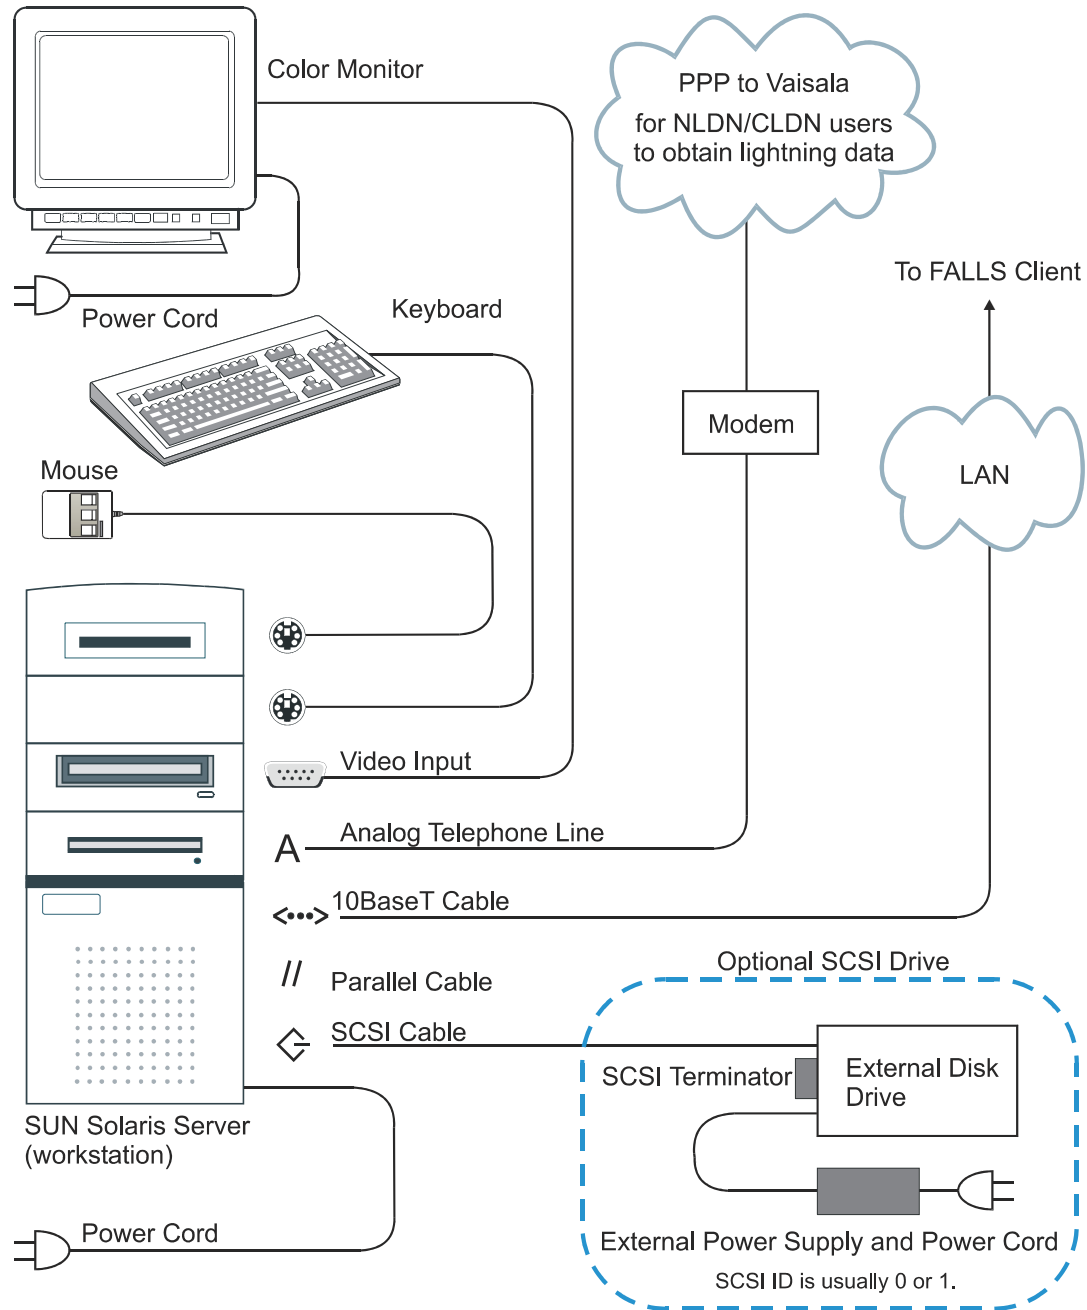 Color Monitor
PPP to Vaisala
for NLDN/CLDN users
to obtain lightning data
To FALLS Client
Power Cord
Keyboard
Modem
Mouse
LAN
Video Input
Analog Telephone Line
A
10BaseT Cable
Optional SCSI Drive
// Parallel Cable
SCSI Cable
SCSI Terminator
External Disk
Drive
SUN Solaris Server
(workstation)
Power Cord
External Power Supply and Power Cord
SCSI ID is usually 0 or 1.